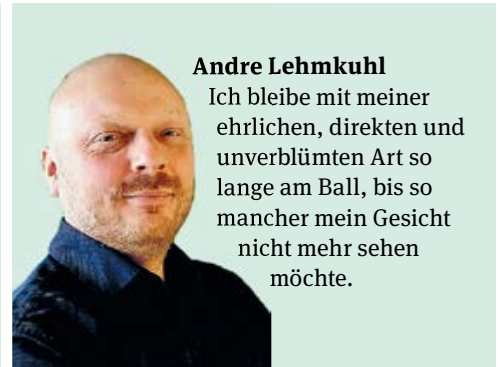 Andre Lehmkuhl
Ich bleibe mit meiner
ehrlichen, direkten und
unverblümten Art so
lange am Ball, bis so
mancher mein Gesicht
nicht mehr sehen
möchte.